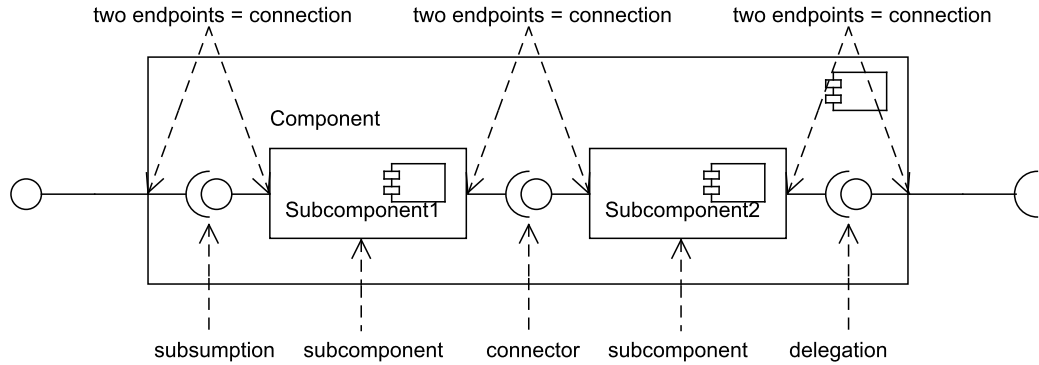 two endpoints = connection
two endpoints = connection
two endpoints = connection
Component
Subcomponent1
Subcomponent2
subsumption
subcomponent
connector
subcomponent
delegation